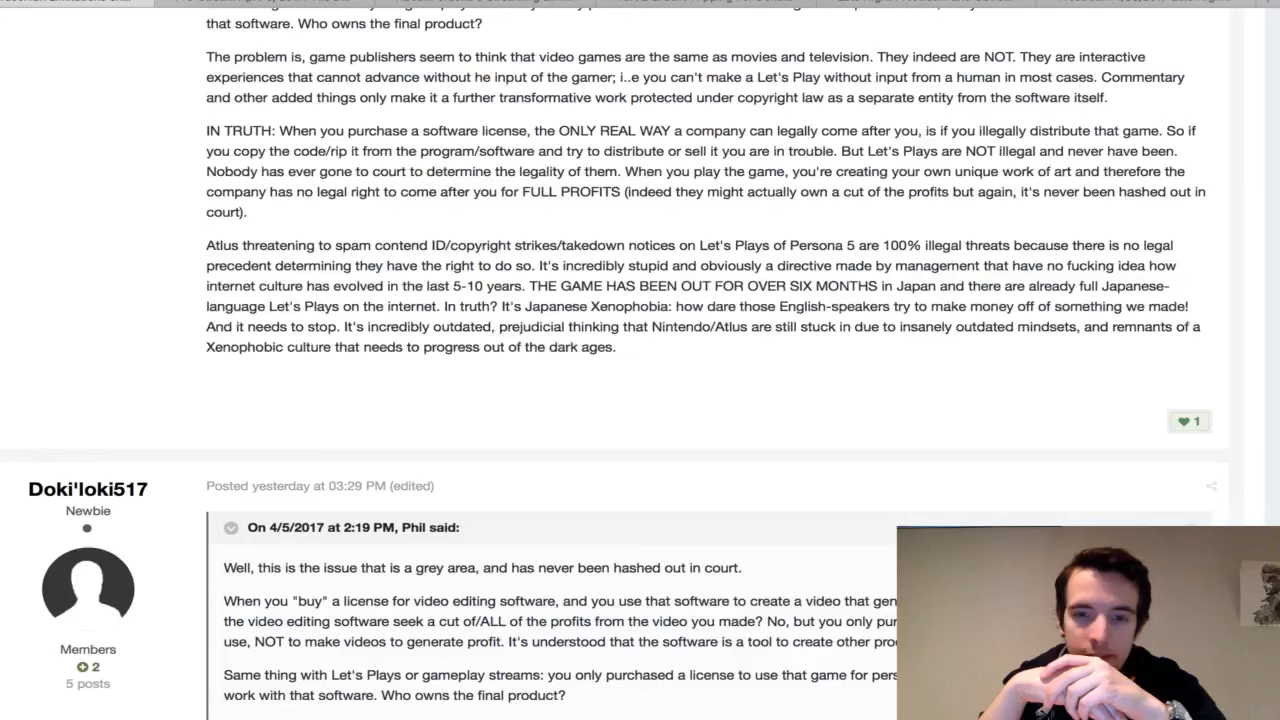 that software. Who owns the final product?
The problem is, game publishers seem to think that video games are the same as movies and television. They indeed are NOT. They are interactive
experiences that cannot advance without he input of the gamer; i..e you can't make a Let's Play without input from a human in most cases. Commentary
and other added things only make it a further transformative work protected under copyright law as a separate entity from the software itself.
IN TRUTH: When you purchase a software license, the ONLY REAL WAY a company can legally come after you, is if you illegally distribute that game. So if
you copy the code/rip it from the program/software and try to distribute or sell it you are in trouble. But Let's Plays are NOT illegal and never have been.
Nobody has ever gone to court to determine the legality of them. When you play the game, you're creating your own unique work of art and therefore the
company has no legal right to come after you for FULL PROFITS (indeed they might actually own a cut of the profits but again, it's never been hashed out in
court).
Atlus threatening to spam contend ID/copyright strikes/takedown notices on Let's Plays of Persona 5 are 100% illegal threats because there is no legal
precedent determining they have the right to do so. It's incredibly stupid and obviously a directive made by management that have no fucking idea how
internet culture has evolved in the last 5-10 years. THE GAME HAS BEEN OUT FOR OVER SIX MONTHS in Japan and there are already full Japanese-
language Let's Plays on the internet. In truth? It's Japanese Xenophobia: how dare those English-speakers try to make money off of something we made!
And it needs to stop. It's incredibly outdated, prejudicial thinking that Nintendo/Atlus are still stuck in due to insanely outdated mindsets, and remnants of a
Xenophobic culture that needs to progress out of the dark ages.
1
Doki'loki517
Newbie
Members
2
5 posts
Posted yesterday at 03:29 PM (edited)
On 4/5/2017 at 2:19 PM, Phil said:
Well, this is the issue that is a grey area, and has never been hashed out in court.
When you "buy" a license for video editing software, and you use that software to create a video that gen
the video editing software seek a cut of/ALL of the profits from the video you made? No, but you only pur
use, NOT to make videos to generate profit. It's understood that the software is a tool to create other pro
Same thing with Let's Plays or gameplay streams: you only purchased a license to use that game for pers
work with that software. Who owns the final product?